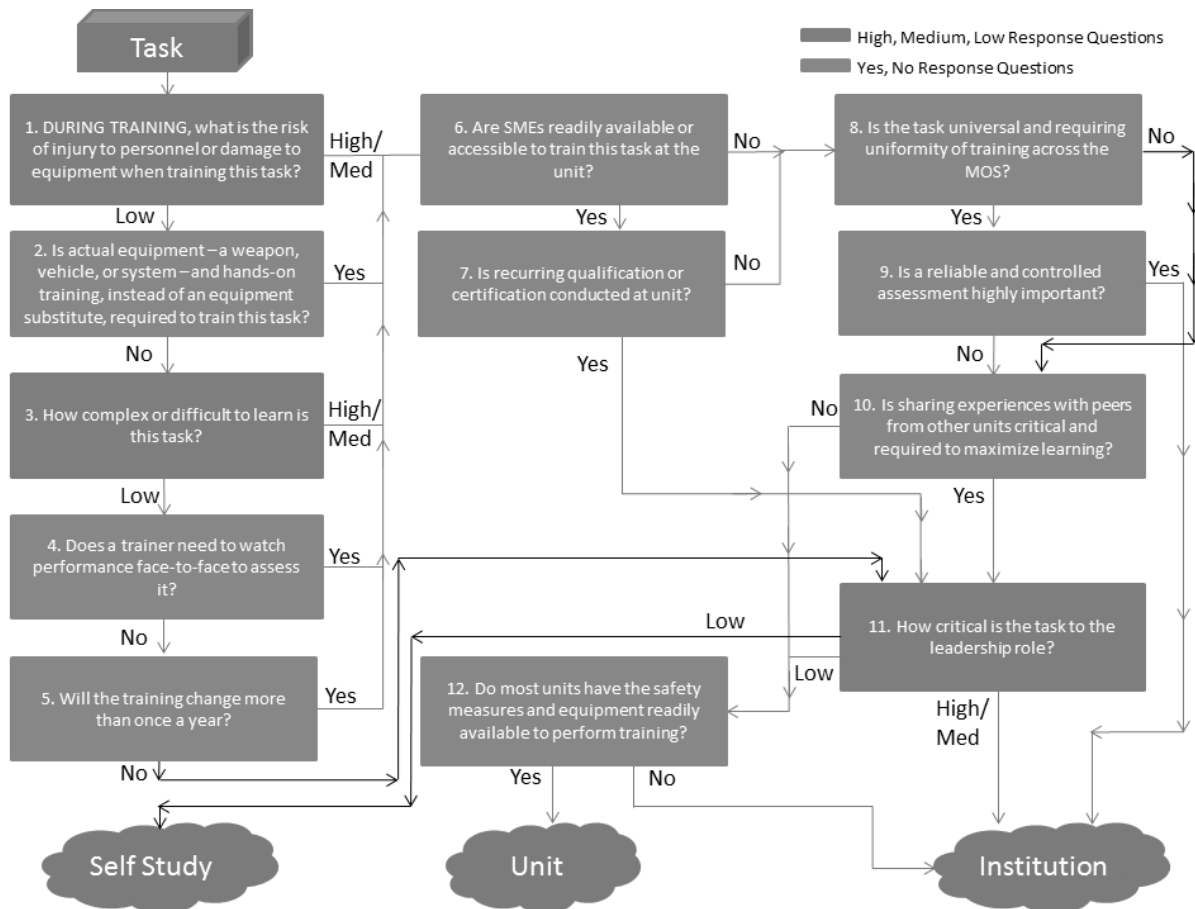 Task
High, Medium, Low Response Questions
Yes, No Response Questions
1. DURING TRAINING, what is the risk
of injury to personnel or damage to
equipment when training this task?
High/
Med
Low
2. Is actual equipment – a weapon,
vehicle, or system – and hands-on
training, instead of an equipment
substitute, required to train this task?
Yes
No
3. How complex or difficult to learn is
this task?
High/
Med
Low
4. Does a trainer need to watch
performance face-to-face to assess
it?
Yes
No
5. Will the training change more
than once a year?
Yes
No
6. Are SMEs readily available or
accessible to train this task at the
unit?
No
Yes
7. Is recurring qualification or
certification conducted at unit?
No
Yes
8. Is the task universal and requiring
uniformity of training across the
MOS?
No
Yes
9. Is a reliable and controlled
assessment highly important?
Yes
No
10. Is sharing experiences with peers
from other units critical and
required to maximize learning?
No
Yes
11. How critical is the task to the
leadership role?
Low
Low
High/
Med
12. Do most units have the safety
measures and equipment readily
available to perform training?
Yes
No
Self Study
Unit
Institution